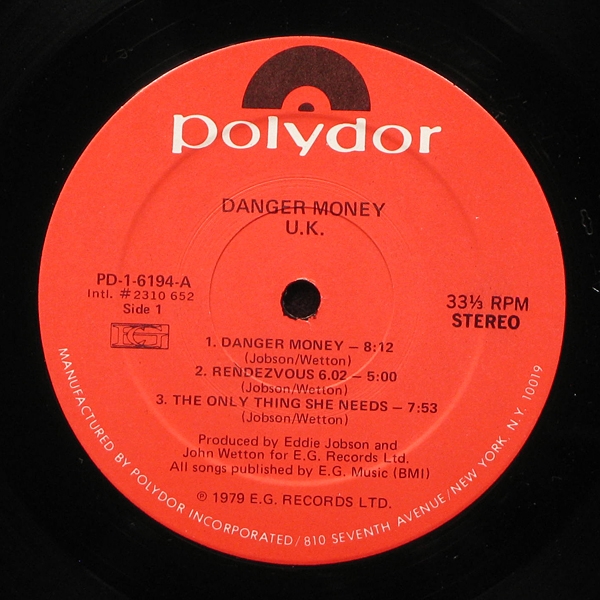 polydor
DANGER MONEY
U.K.
PD-1-6194-A
Intl. #2310 652
Side 1
EG
33⅓ RPM
STEREO
1. DANGER MONEY – 8:12
(Jobson/Wetton)
2. RENDEZVOUS 6.02 – 5:00
(Jobson/Wetton)
3. THE ONLY THING SHE NEEDS – 7:53
(Jobson/Wetton)
Produced by Eddie Jobson and
John Wetton for E.G. Records Ltd.
All songs published by E.G. Music (BMI)
℗ 1979 E.G. RECORDS LTD.
MANUFACTURED BY POLYDOR INCORPORATED/810 SEVENTH AVENUE/NEW YORK, N.Y. 10019